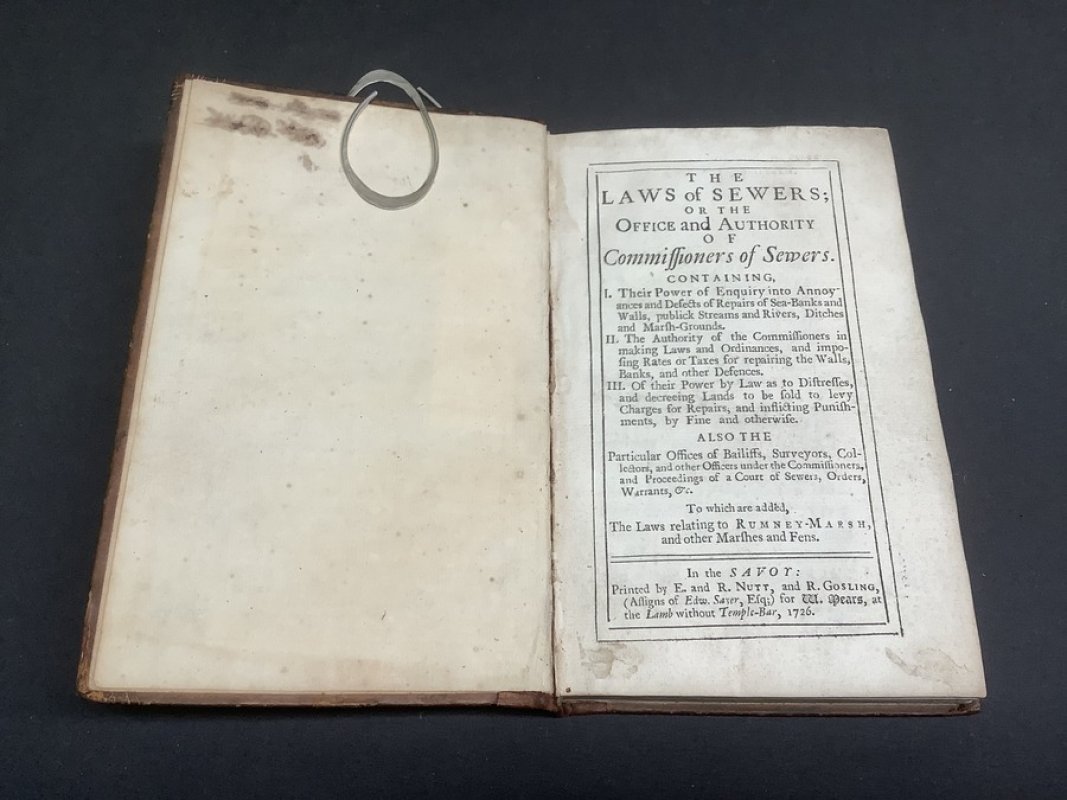 THE
LAWS of SEWERS;
OR THE
OFFICE and AUTHORITY
OF
Commiſſioners of Sewers.
CONTAINING,
I. Their Power of Enquiry into Annoy-
ances and Defects of Repairs of Sea-Banks and
Walls, publick Streams and Rivers, Ditches
and Marſh-Grounds.
II. The Authority of the Commiſſioners in
making Laws and Ordinances, and impo-
ſing Rates or Taxes for repairing the Walls,
Banks, and other Defences.
III. Of their Power by Law as to Diſtreſſes,
and decreeing Lands to be ſold to levy
Charges for Repairs, and inflicting Puniſh-
ments, by Fine and otherwiſe.
ALSO THE
Particular Offices of Bailiffs, Surveyors, Col-
lectors, and other Officers under the Commiſſioners,
and Proceedings of a Court of Sewers, Orders,
Warrants, &c.
To which are added,
The Laws relating to RUMNEY-MARSH,
and other Marſhes and Fens.
In the SAVOY:
Printed by E. and R. NUTT, and R. GOSLING,
(Aſſigns of Edw. Sayer, Eſq;) for W. Mears, at
the Lamb without Temple-Bar, 1726.